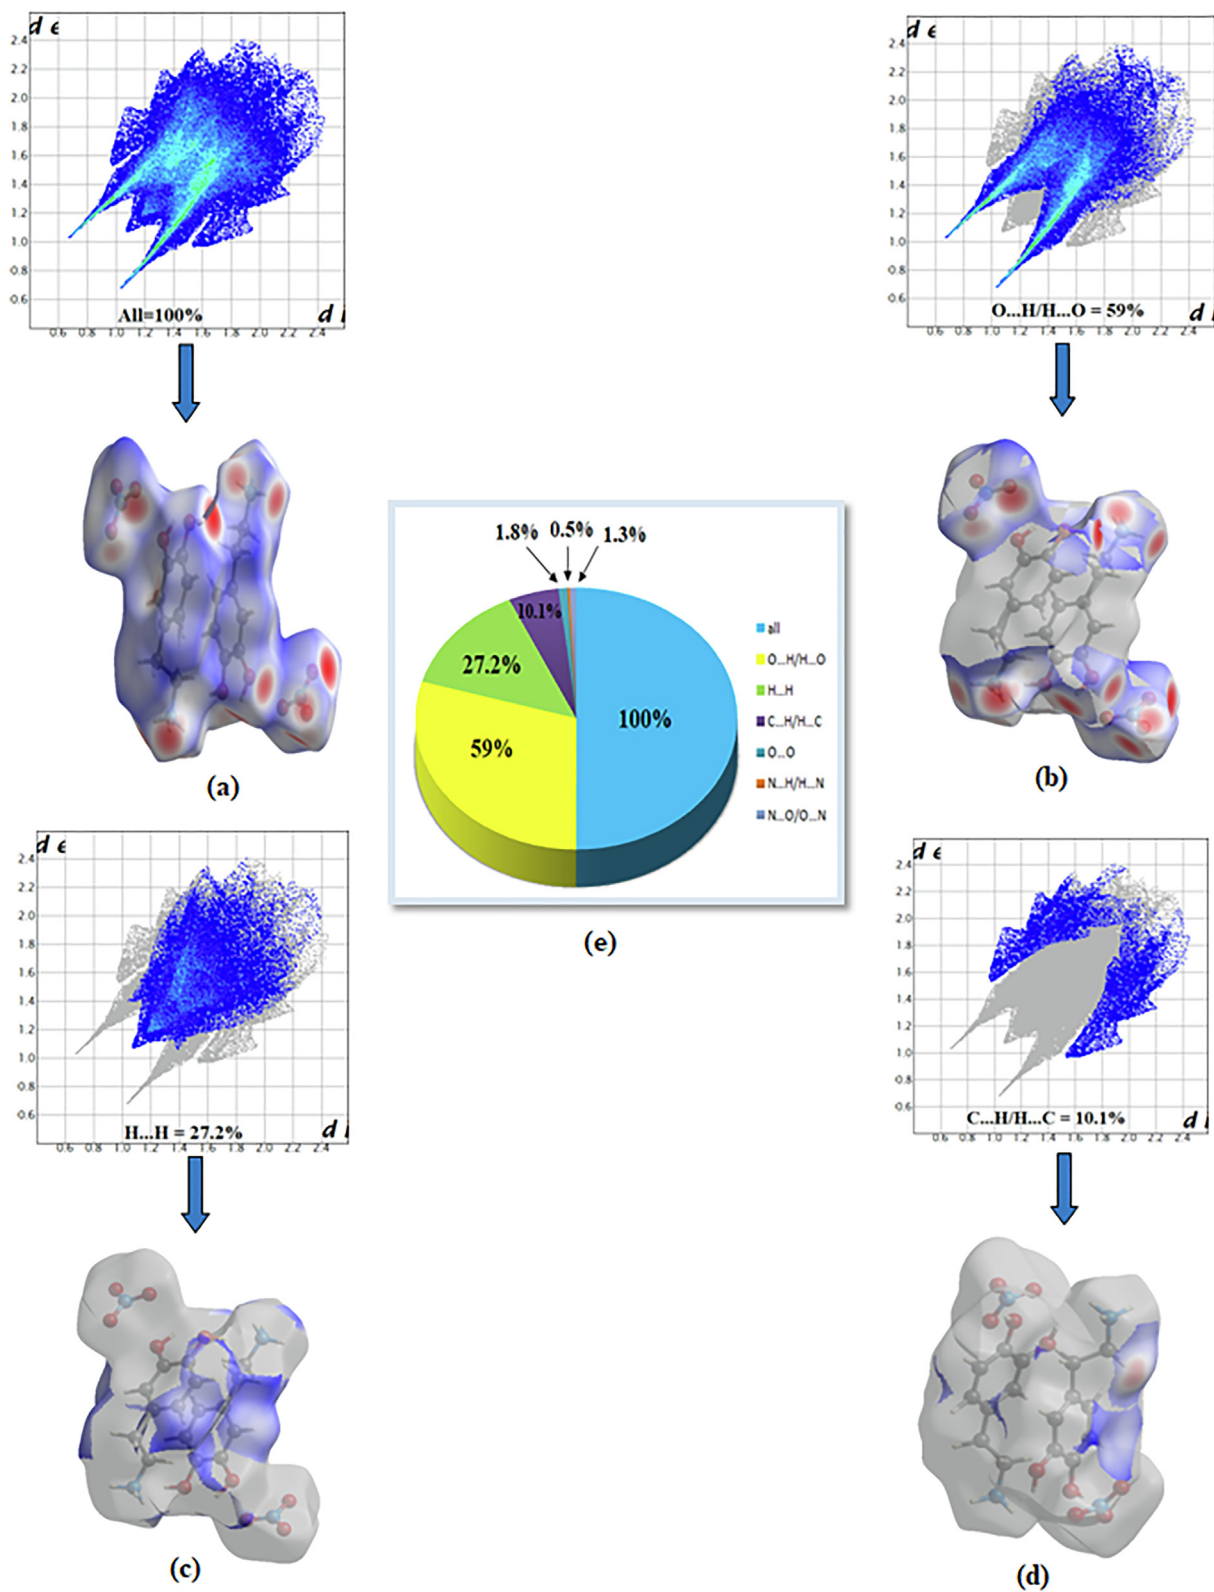 d e
2.4
2.2
2.0
1.8
1.6
1.4
1.2
1.0
0.8
0.6
All=100%
d i
0.6 0.8 1.0 1.2 1.4 1.6 1.8 2.0 2.2 2.4
d e
2.4
2.2
2.0
1.8
1.6
1.4
1.2
1.0
0.8
0.6
O...H/H...O = 59%
d i
0.6 0.8 1.0 1.2 1.4 1.6 1.8 2.0 2.2 2.4
(a)
(b)
1.8% 0.5% 1.3%
10.1%
27.2%
59%
100%
all
O...H/H...O
H...H
C...H/H...C
O...O
N...H/H...N
N...O/O...N
(e)
d e
2.4
2.2
2.0
1.8
1.6
1.4
1.2
1.0
0.8
0.6
H...H = 27.2%
d i
0.6 0.8 1.0 1.2 1.4 1.6 1.8 2.0 2.2 2.4
d e
2.4
2.2
2.0
1.8
1.6
1.4
1.2
1.0
0.8
0.6
C...H/H...C = 10.1%
d i
0.6 0.8 1.0 1.2 1.4 1.6 1.8 2.0 2.2 2.4
(c)
(d)